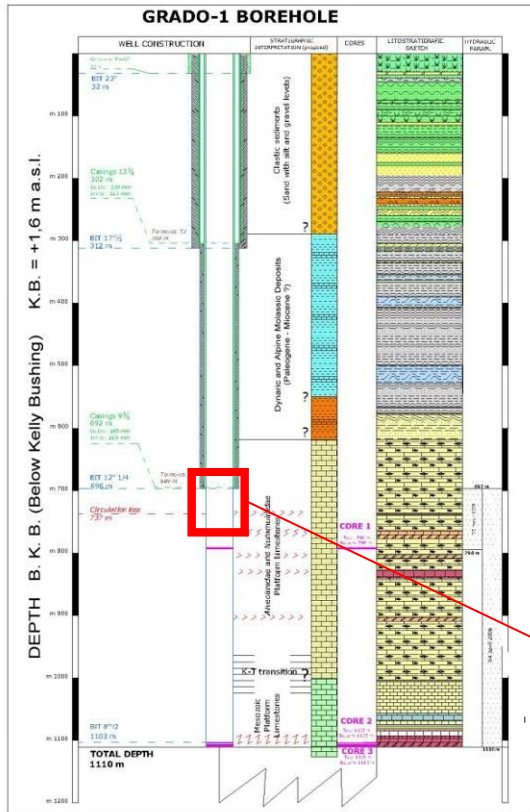 GRADO-1 BOREHOLE
WELL CONSTRUCTION
STRATIGRAPHIC
INTERPRETATION (proposed)
CORES
LITOSTRATIGRAFIC
SKETCH
HYDRAULIC
PARAM.
DEPTH B. K. B. (Below Kelly Bushing) K.B. = +1,6 m a.s.l.
BIT 23"
32 m
m 100
Clastic sediments
(Sand with silt and gravel levels)
Casings 13⅜
302 m
m 200
?
m 300
BIT 17"½
312 m
Dynaric and Alpine Molassic Deposits
(Paleogene - Miocene ?)
m 400
m 500
?
m 600
?
Casings 9⅝
692 m
BIT 12" 1/4
696 m
m 700
Circulation loss
737 m
Alveolinidae and Nummulitidae
Platform Limestones
CORE 1
m 800
m 900
K-T transition
?
m 1000
Mesozoic
Platform
Limestones
BIT 8"1/2
1103 m
CORE 2
m 1100
TOTAL DEPTH
1110 m
CORE 3
m 1200